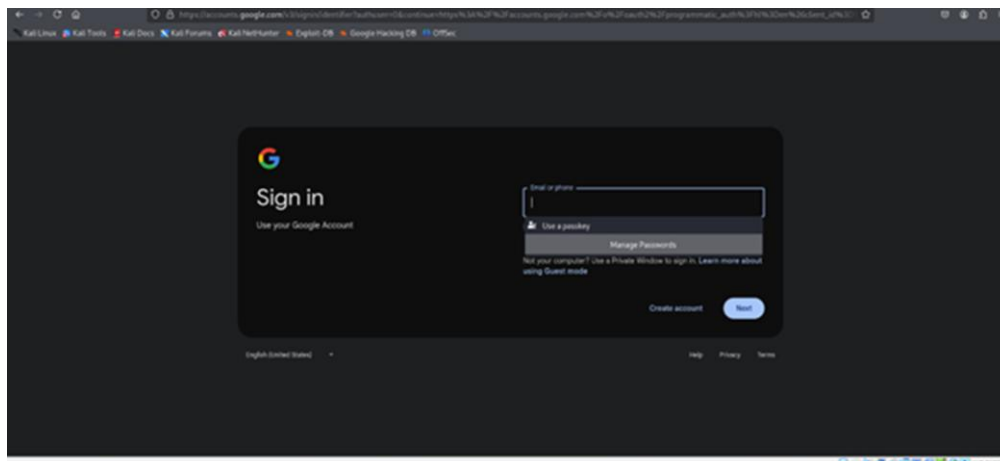 Kali Linux Kali Tools Kali Docs Kali Forums Kali NetHunter Exploit-DB Google Hacking DB OffSec
Sign in
Use your Google Account
Email or phone
Use a passkey
Manage Passwords
Not your computer? Use a Private Window to sign in. Learn more about
using Guest mode
Create account
Next
English (United States)
Help Privacy Terms